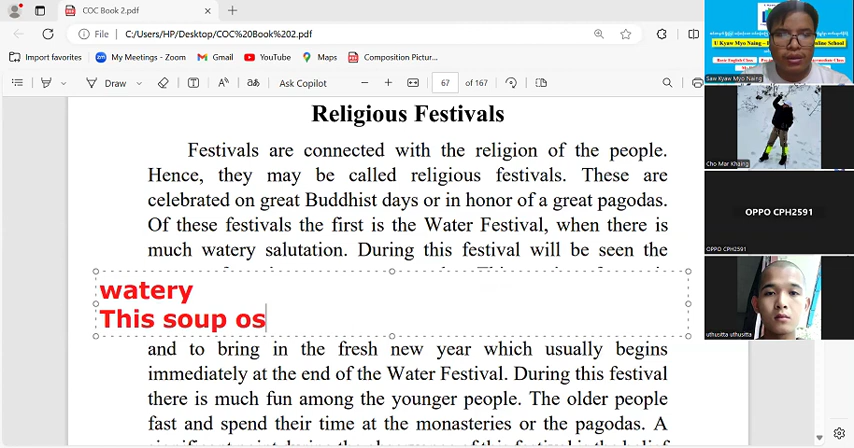 COC Book 2.pdf
File
C:/Users/HP/Desktop/COC%20Book%202.pdf
Import favorites
My Meetings - Zoom
Gmail
YouTube
Maps
Composition Pictur...
Draw
Ask Copilot
67 of 167
Religious Festivals
Festivals are connected with the religion of the people.
Hence, they may be called religious festivals. These are
celebrated on great Buddhist days or in honor of a great pagodas.
Of these festivals the first is the Water Festival, when there is
much watery salutation. During this festival will be seen the
watery
This soup os
and to bring in the fresh new year which usually begins
immediately at the end of the Water Festival. During this festival
there is much fun among the younger people. The older people
fast and spend their time at the monasteries or the pagodas. A
Saw Kyaw Myo Naing
Cho Mar Khaing
OPPO CPH2591
OPPO CPH2591
uthusitta uthusitta